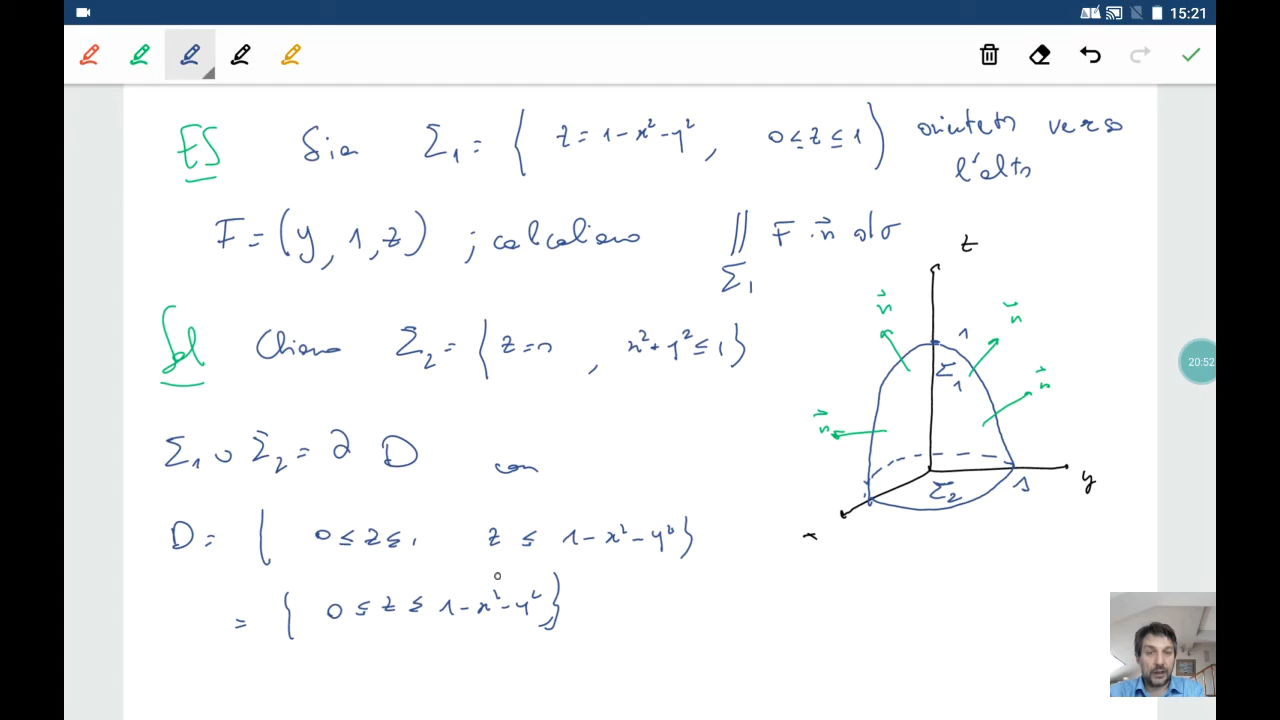 15:21
ES Sia Σ₁ = { z = 1 - x² - y², 0 ≤ z ≤ 1 } orientata verso
l'alto
F = (y, 1, z) ; calcoliamo ∬ F · n⃗ dσ
Σ₁
z
n⃗ n⃗
Sol Chiamo Σ₂ = { z = 0, x² + y² ≤ 1 }
1
Σ₁
n⃗ n⃗
20:52
Σ₁ ∪ Σ₂ = ∂ D con
Σ₂ 1 y
D = { 0 ≤ z ≤ 1 z ≤ 1 - x² - y² }
x
= { 0 ≤ z ≤ 1 - x² - y² }